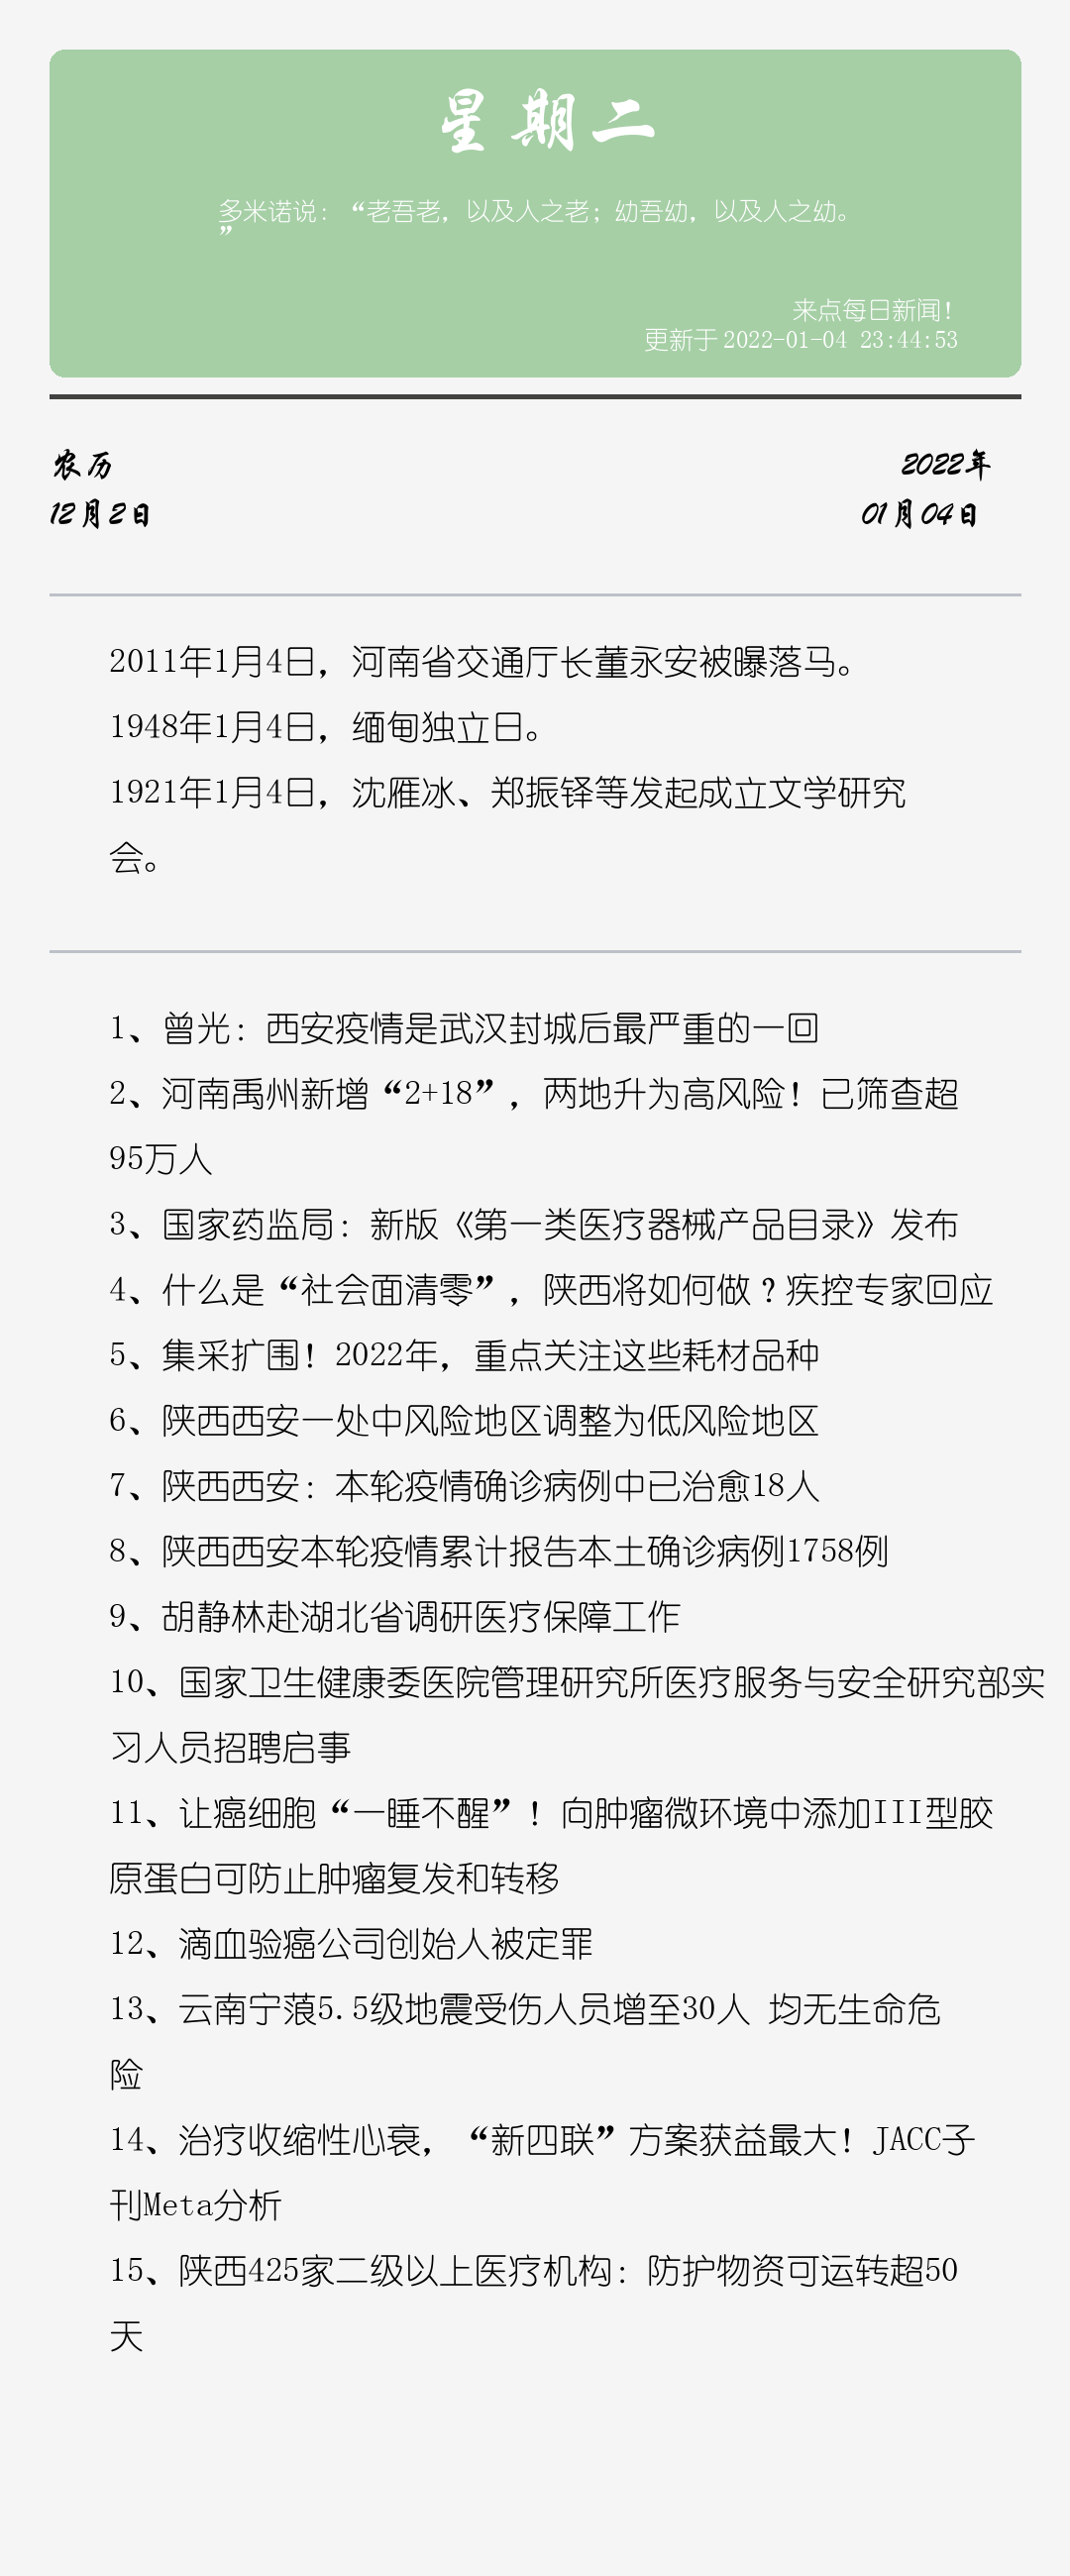 星期二
多米诺说：“老吾老，以及人之老；幼吾幼，以及人之幼。
”
来点每日新闻！
更新于 2022-01-04 23:44:53
农历
12月2日
2022年
01月04日
2011年1月4日，河南省交通厅长董永安被曝落马。
1948年1月4日，缅甸独立日。
1921年1月4日，沈雁冰、郑振铎等发起成立文学研究
会。
1、曾光：西安疫情是武汉封城后最严重的一回
2、河南禹州新增“2+18”，两地升为高风险！已筛查超
95万人
3、国家药监局：新版《第一类医疗器械产品目录》发布
4、什么是“社会面清零”，陕西将如何做？疾控专家回应
5、集采扩围！2022年，重点关注这些耗材品种
6、陕西西安一处中风险地区调整为低风险地区
7、陕西西安：本轮疫情确诊病例中已治愈18人
8、陕西西安本轮疫情累计报告本土确诊病例1758例
9、胡静林赴湖北省调研医疗保障工作
10、国家卫生健康委医院管理研究所医疗服务与安全研究部实
习人员招聘启事
11、让癌细胞“一睡不醒”！向肿瘤微环境中添加III型胶
原蛋白可防止肿瘤复发和转移
12、滴血验癌公司创始人被定罪
13、云南宁蒗5.5级地震受伤人员增至30人 均无生命危
险
14、治疗收缩性心衰，“新四联”方案获益最大！JACC子
刊Meta分析
15、陕西425家二级以上医疗机构：防护物资可运转超50
天